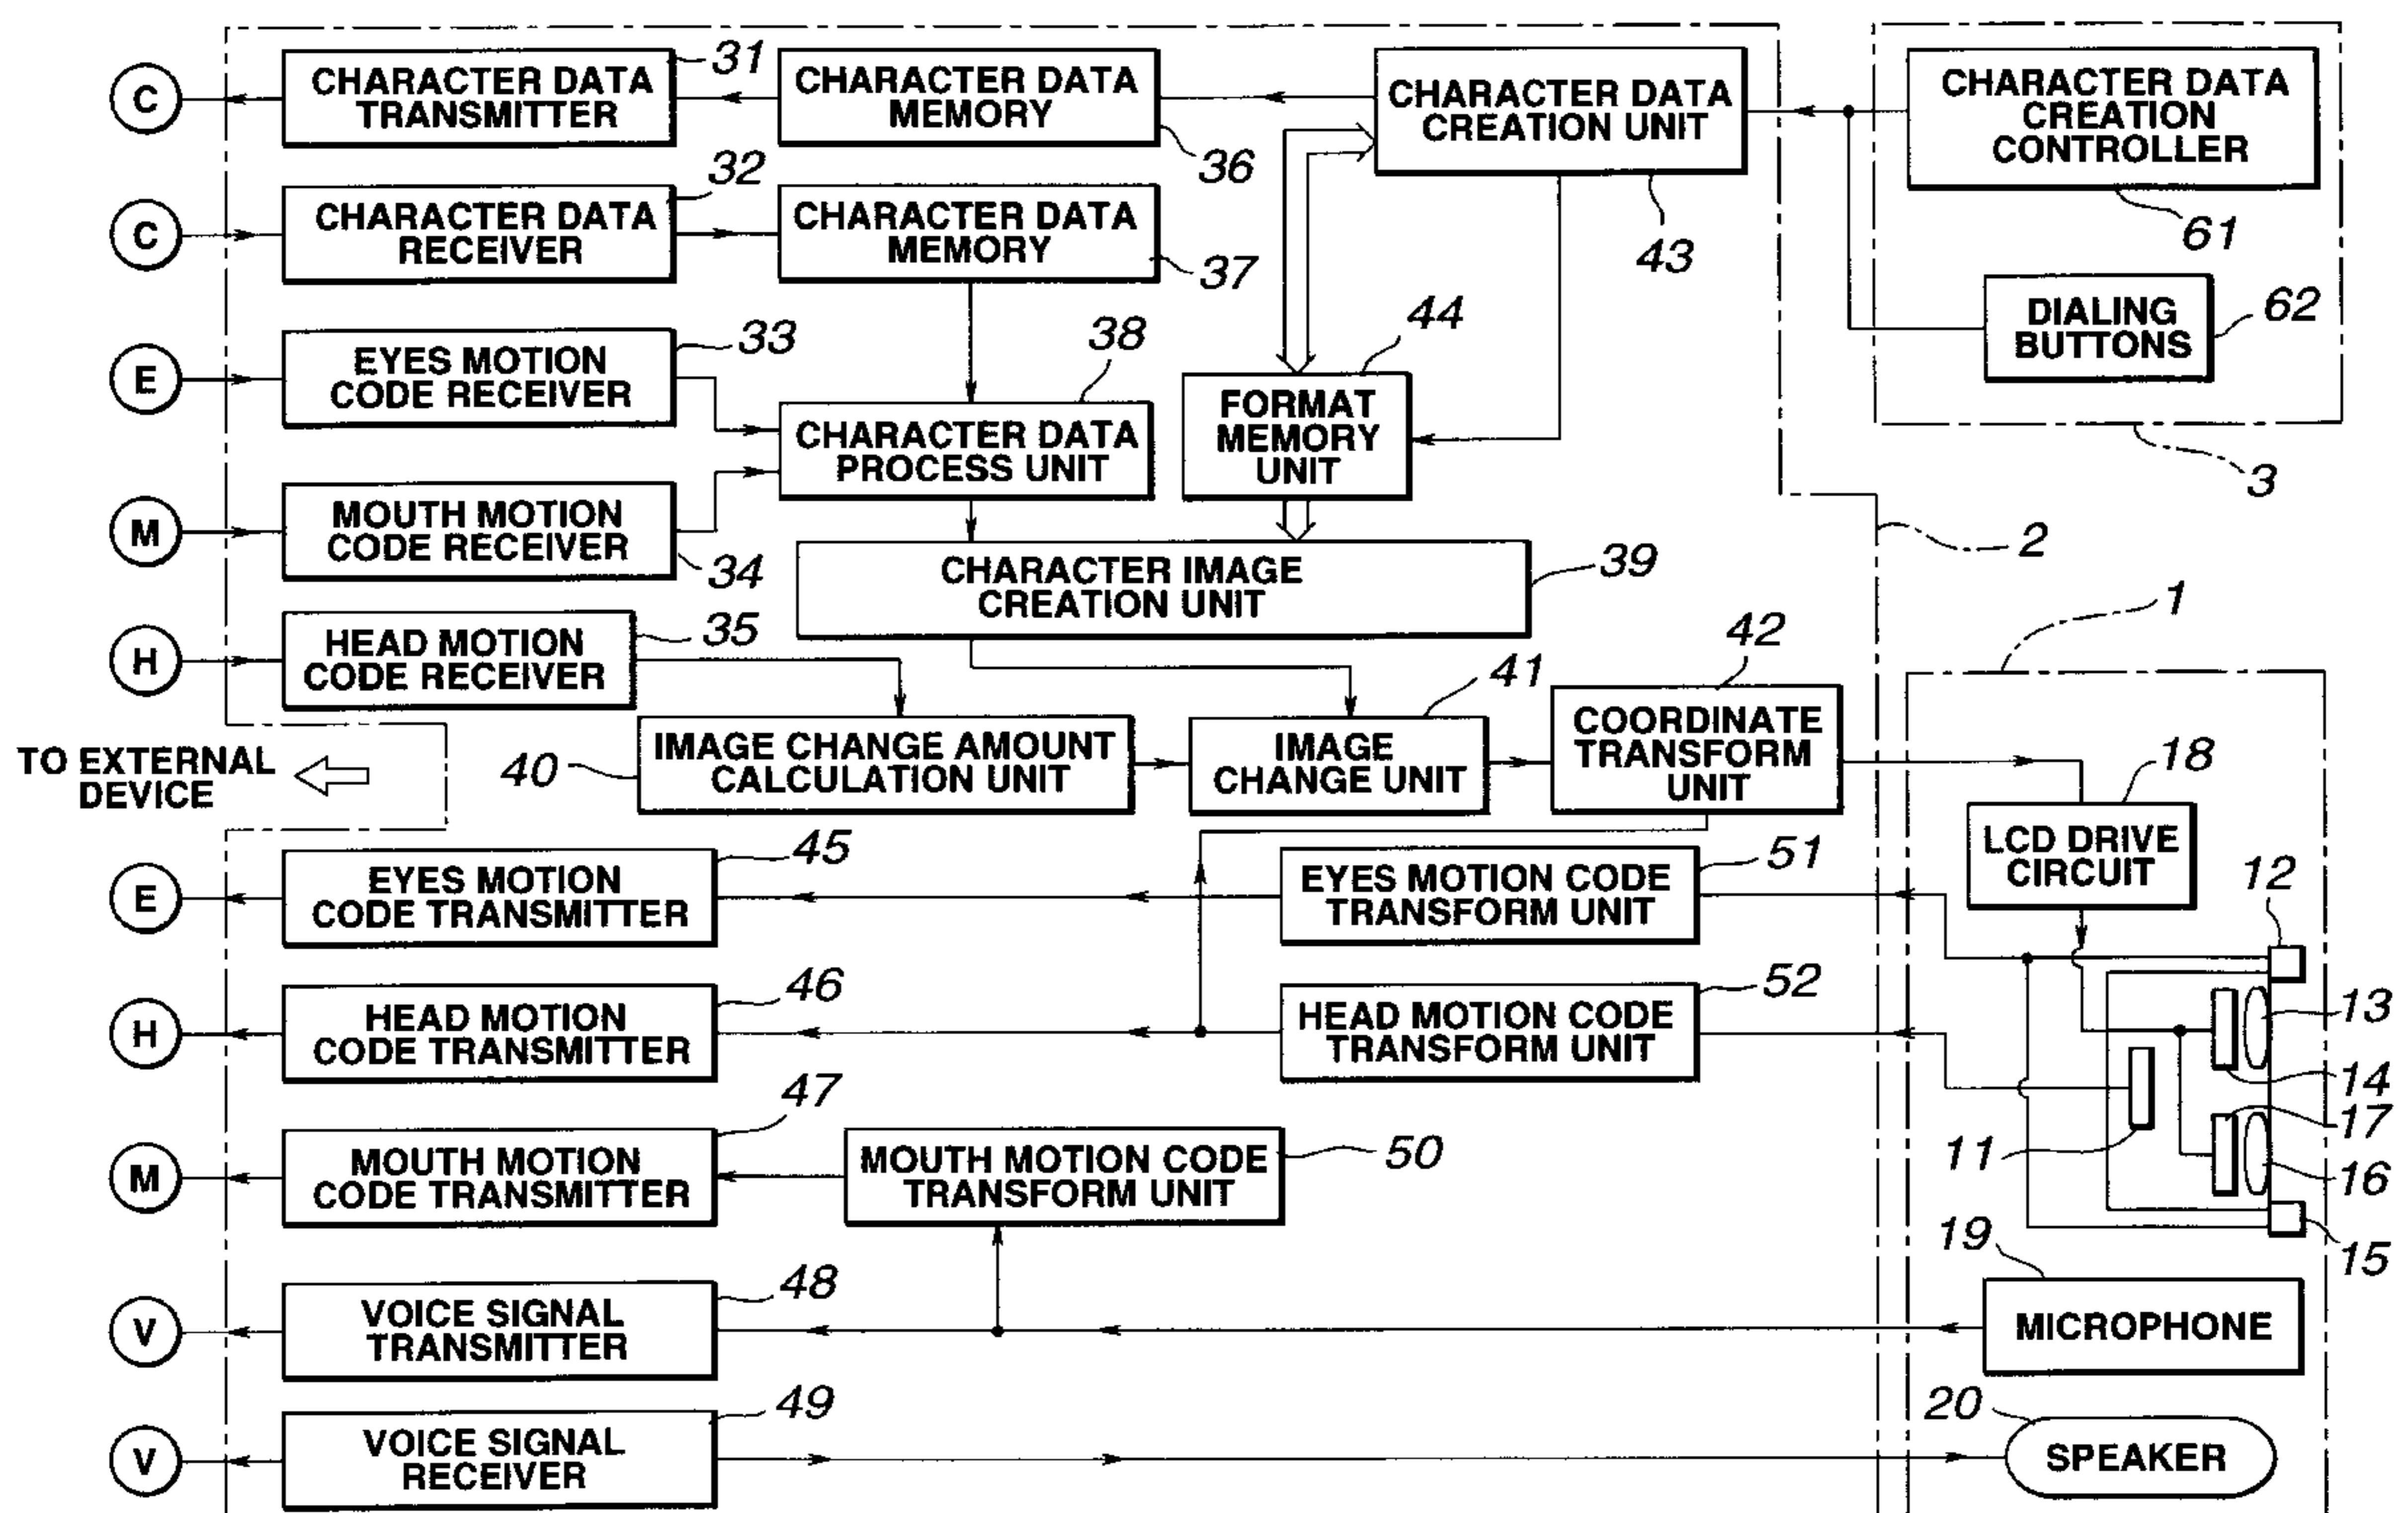 C
CHARACTER DATA
TRANSMITTER
31
CHARACTER DATA
MEMORY
36
CHARACTER DATA
CREATION UNIT
43
CHARACTER DATA
CREATION
CONTROLLER
61
C
CHARACTER DATA
RECEIVER
32
CHARACTER DATA
MEMORY
37
DIALING
BUTTONS
62
3
E
EYES MOTION
CODE RECEIVER
33
CHARACTER DATA
PROCESS UNIT
38
FORMAT
MEMORY
UNIT
44
M
MOUTH MOTION
CODE RECEIVER
34
CHARACTER IMAGE
CREATION UNIT
39
2
H
HEAD MOTION
CODE RECEIVER
35
1
TO EXTERNAL
DEVICE
40
IMAGE CHANGE AMOUNT
CALCULATION UNIT
IMAGE
CHANGE UNIT
41
COORDINATE
TRANSFORM
UNIT
42
LCD DRIVE
CIRCUIT
18
E
EYES MOTION
CODE TRANSMITTER
45
EYES MOTION CODE
TRANSFORM UNIT
51
12
H
HEAD MOTION
CODE TRANSMITTER
46
HEAD MOTION CODE
TRANSFORM UNIT
52
13
14
17
11
16
15
M
MOUTH MOTION
CODE TRANSMITTER
47
MOUTH MOTION CODE
TRANSFORM UNIT
50
V
VOICE SIGNAL
TRANSMITTER
48
19
MICROPHONE
V
VOICE SIGNAL
RECEIVER
49
20
SPEAKER